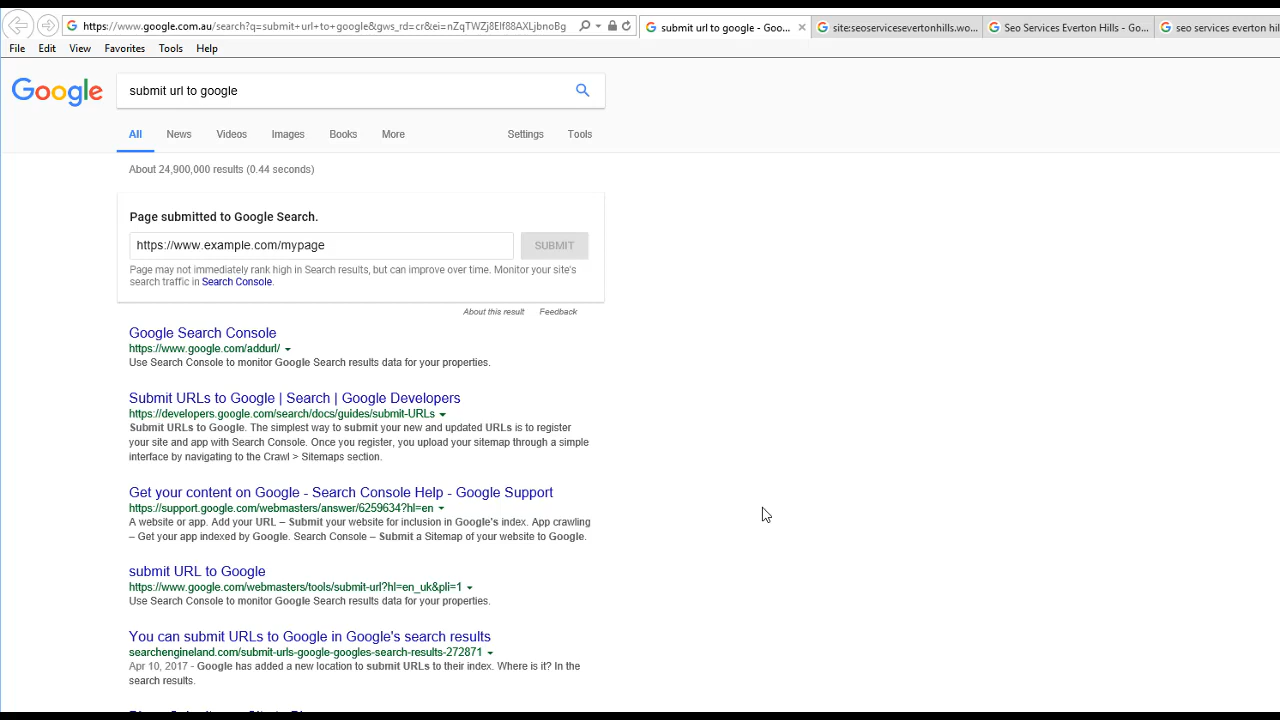 https://www.google.com.au/search?q=submit+url+to+google&gws_rd=cr&ei=nZqTWZj8Elf88AXLjbnoBg
submit url to google - Goo...
site:seoservicesevertonhills.wo...
Seo Services Everton Hills - Go...
seo services everton hil
File Edit View Favorites Tools Help
Google
submit url to google
All News Videos Images Books More Settings Tools
About 24,900,000 results (0.44 seconds)
Page submitted to Google Search.
https://www.example.com/mypage
SUBMIT
Page may not immediately rank high in Search results, but can improve over time. Monitor your site's
search traffic in Search Console.
About this result Feedback
Google Search Console
https://www.google.com/addurl/
Use Search Console to monitor Google Search results data for your properties.
Submit URLs to Google | Search | Google Developers
https://developers.google.com/search/docs/guides/submit-URLs
Submit URLs to Google. The simplest way to submit your new and updated URLs is to register
your site and app with Search Console. Once you register, you upload your sitemap through a simple
interface by navigating to the Crawl > Sitemaps section.
Get your content on Google - Search Console Help - Google Support
https://support.google.com/webmasters/answer/6259634?hl=en
A website or app. Add your URL – Submit your website for inclusion in Google's index. App crawling
– Get your app indexed by Google. Search Console – Submit a Sitemap of your website to Google.
submit URL to Google
https://www.google.com/webmasters/tools/submit-url?hl=en_uk&pli=1
Use Search Console to monitor Google Search results data for your properties.
You can submit URLs to Google in Google's search results
searchengineland.com/submit-urls-google-googles-search-results-272871
Apr 10, 2017 - Google has added a new location to submit URLs to their index. Where is it? In the
search results.